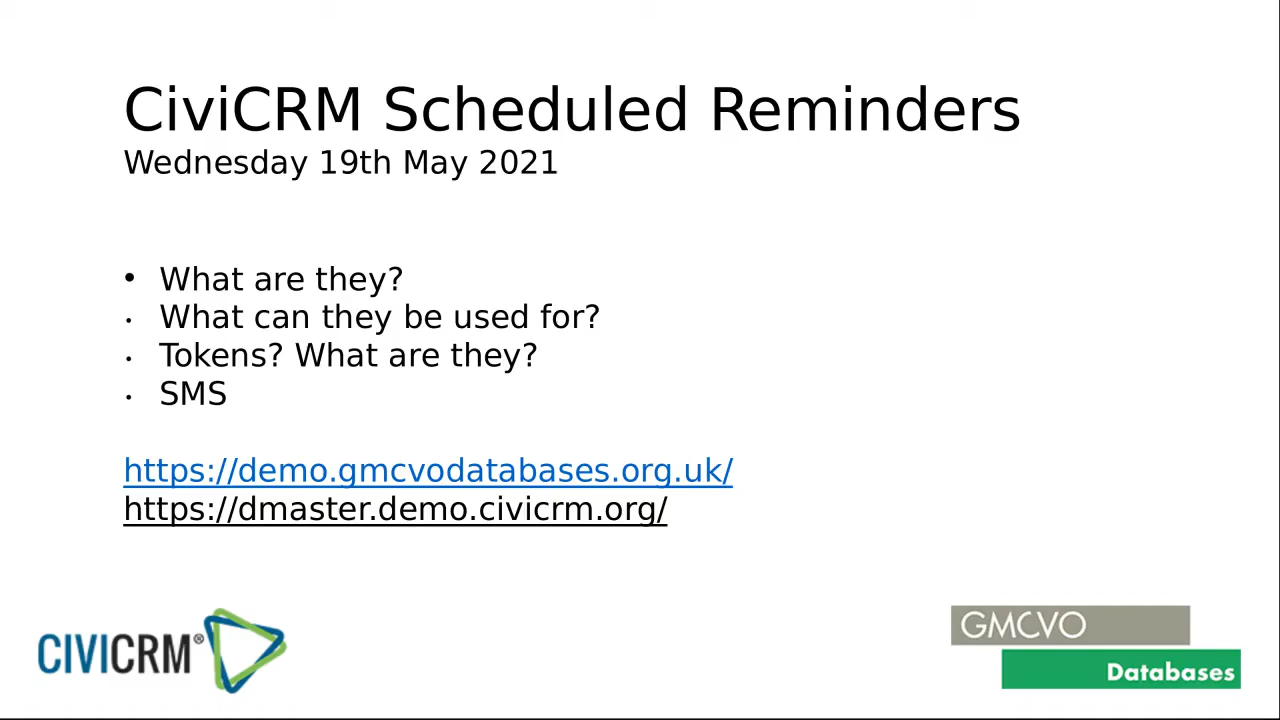 CiviCRM Scheduled Reminders
Wednesday 19th May 2021
• What are they?
• What can they be used for?
• Tokens? What are they?
• SMS
https://demo.gmcvodatabases.org.uk/
https://dmaster.demo.civicrm.org/
CIVICRM®
GMCVO
Databases